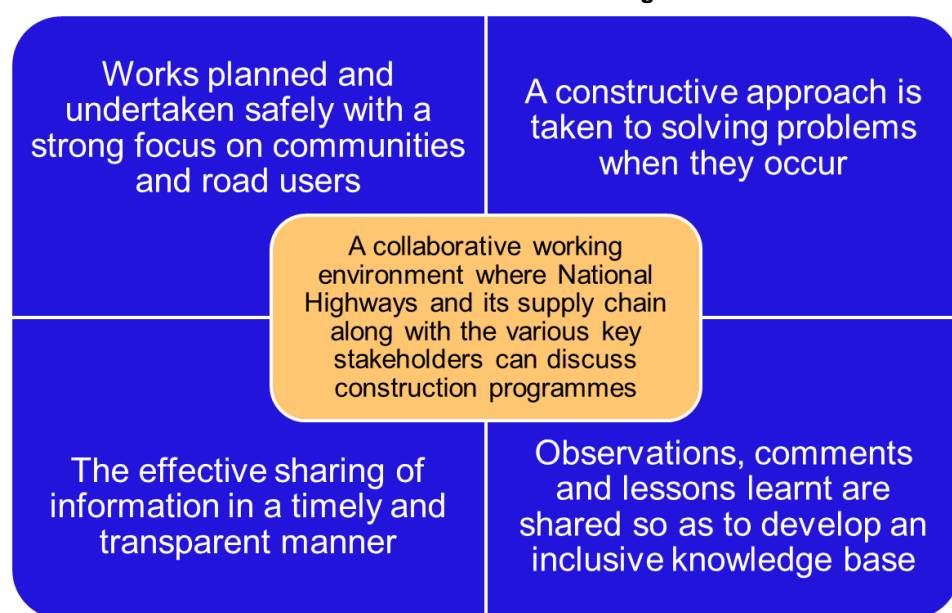 Works planned and
undertaken safely with a
strong focus on communities
and road users
A constructive approach is
taken to solving problems
when they occur
A collaborative working
environment where National
Highways and its supply chain
along with the various key
stakeholders can discuss
construction programmes
The effective sharing of
information in a timely and
transparent manner
Observations, comments
and lessons learnt are
shared so as to develop an
inclusive knowledge base